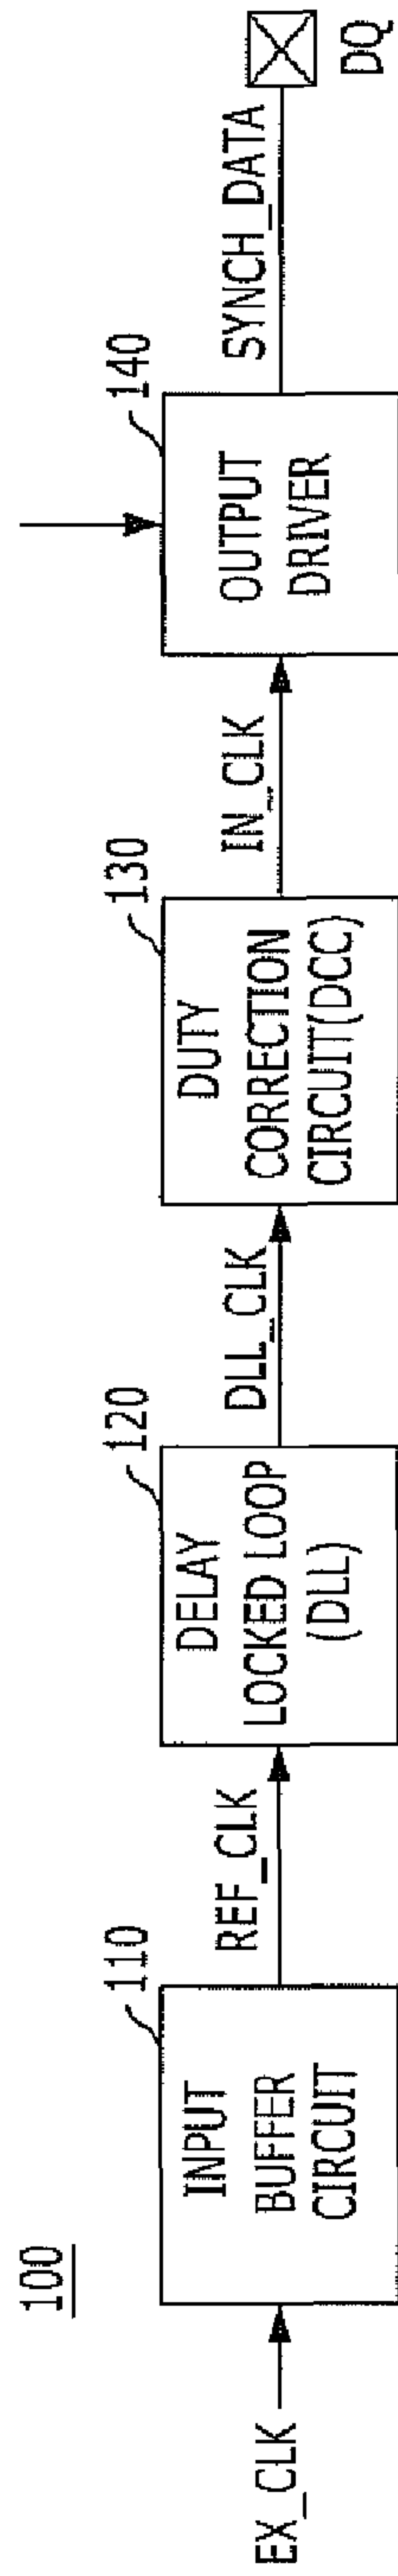 100
EX_CLK
110
INPUT
BUFFER
CIRCUIT
REF_CLK
120
DELAY
LOCKED LOOP
(DLL)
DLL_CLK
130
DUTY
CORRECTION
CIRCUIT(DCC)
IN_CLK
140
OUTPUT
DRIVER
SYNCH_DATA
DQ